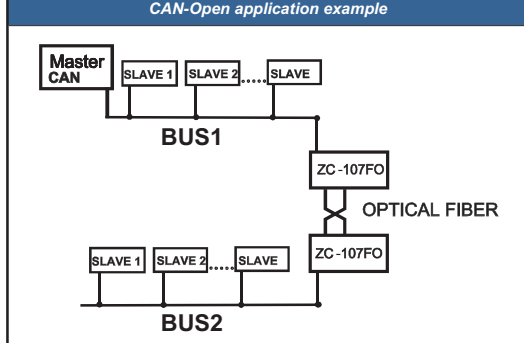 CAN-Open application example
Master
CAN
SLAVE 1 SLAVE 2 ..... SLAVE
BUS1
ZC -107FO
OPTICAL FIBER
ZC -107FO
SLAVE 1 SLAVE 2 ..... SLAVE
BUS2